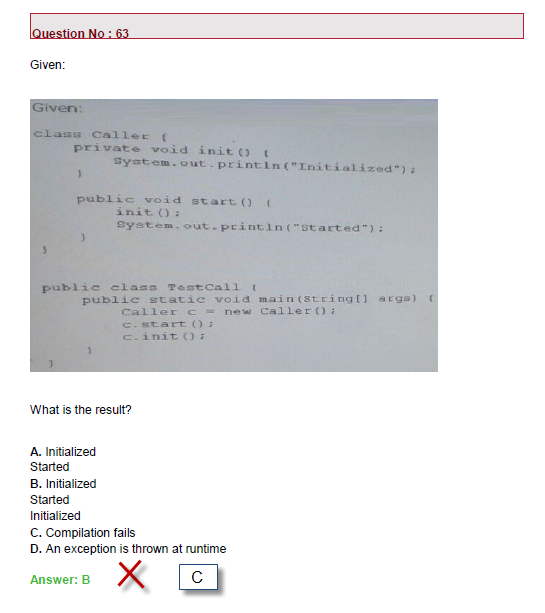 Question No : 63
Given:
Given:
class Caller {
private void init() {
System.out.println("Initialized");
}
public void start() {
init();
System.out.println("Started");
}
}
public class TestCall {
public static void main(String[] args) {
Caller c = new Caller();
c.start();
c.init();
}
}
What is the result?
A. Initialized
Started
B. Initialized
Started
Initialized
C. Compilation fails
D. An exception is thrown at runtime
Answer: B
C